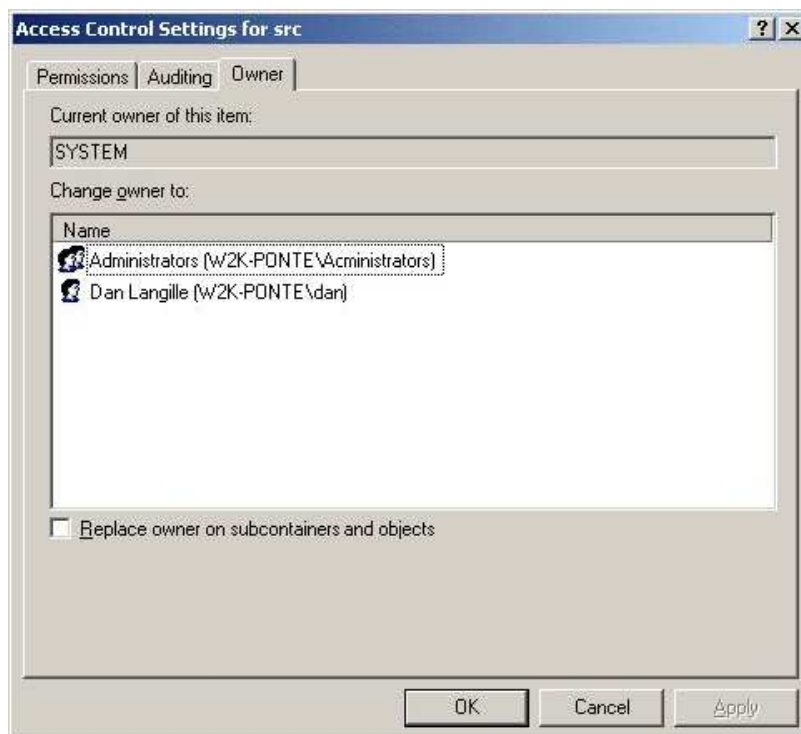 Access Control Settings for src
Permissions Auditing Owner
Current owner of this item:
SYSTEM
Change owner to:
Name
Administrators (W2K-PONTE\Acministrators)
Dan Langille (W2K-PONTE\dan)
Replace owner on subcontainers and objects
OK Cancel Apply